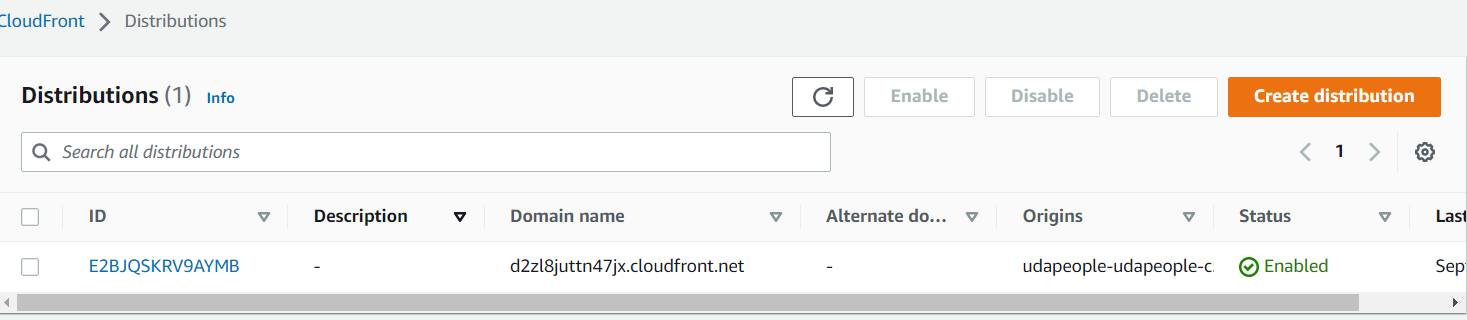 CloudFront Distributions
Distributions (1) Info
Enable Disable Delete Create distribution
Search all distributions
1
ID Description Domain name Alternate do... Origins Status Last
E2BJQSKRV9AYMB - d2zl8juttn47jx.cloudfront.net - udapeople-udapeople-c Enabled Sept